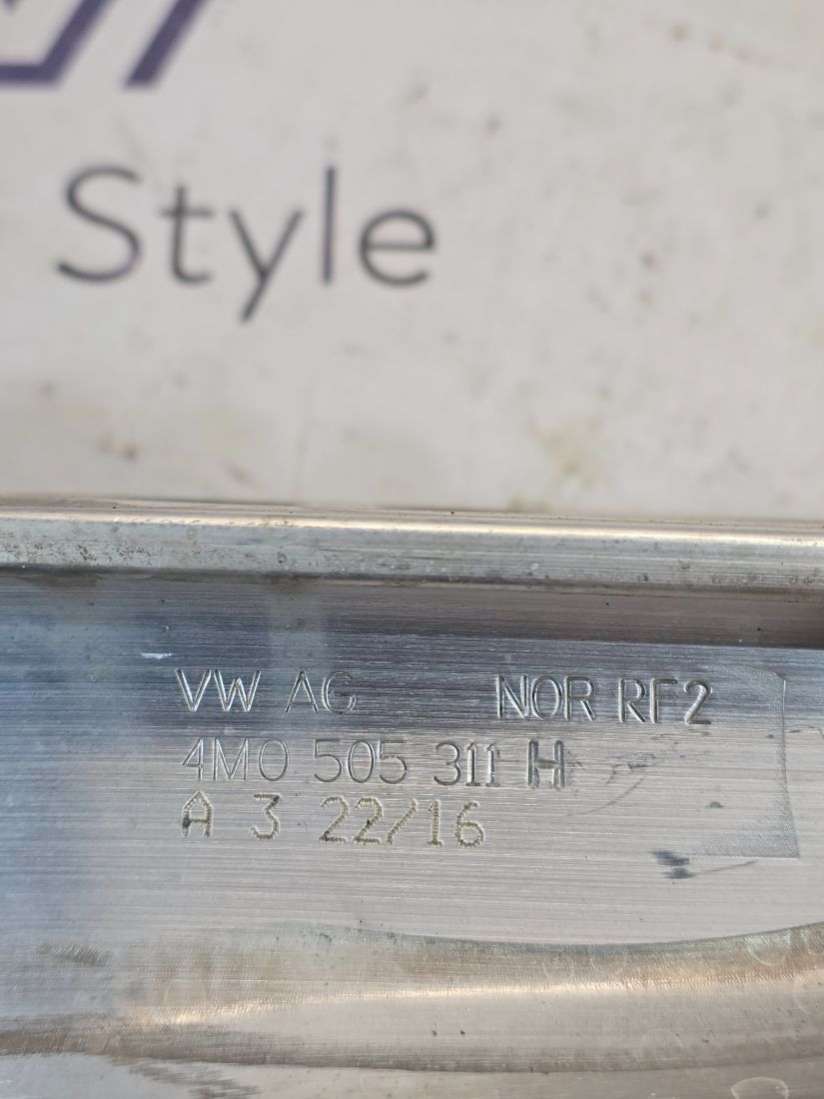 Style
VW AG NOR RF2
4M0 505 311 H
A 3 22/16